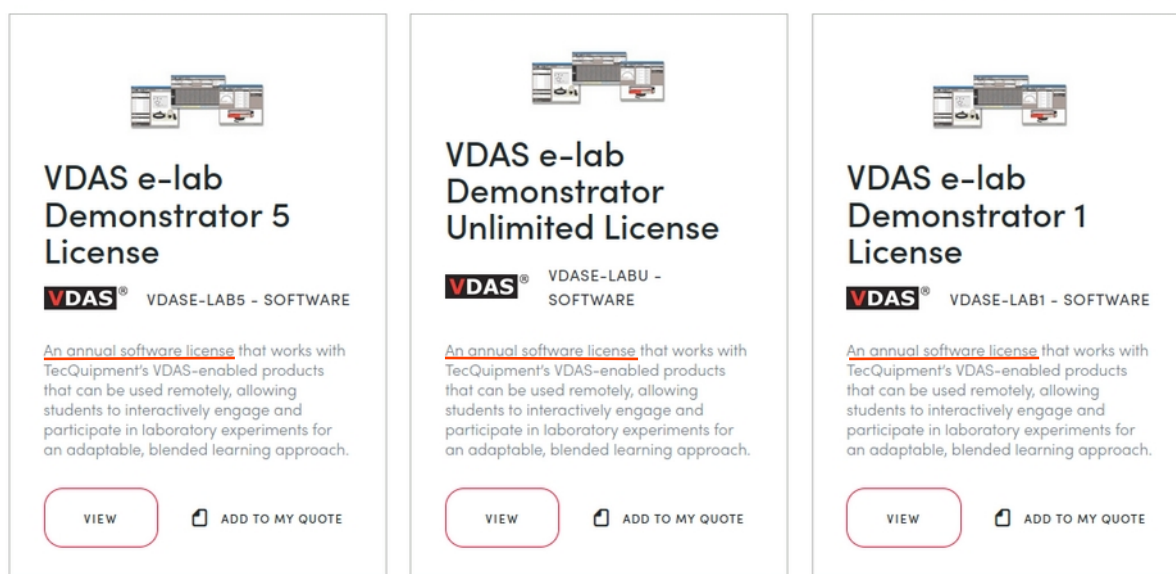 VDAS e-lab
Demonstrator 5
License
VDAS® VDASE-LAB5 - SOFTWARE
An annual software license that works with
TecQuipment's VDAS-enabled products
that can be used remotely, allowing
students to interactively engage and
participate in laboratory experiments for
an adaptable, blended learning approach.
VIEW ADD TO MY QUOTE
VDAS e-lab
Demonstrator
Unlimited License
VDAS® VDASE-LABU -
SOFTWARE
An annual software license that works with
TecQuipment's VDAS-enabled products
that can be used remotely, allowing
students to interactively engage and
participate in laboratory experiments for
an adaptable, blended learning approach.
VIEW ADD TO MY QUOTE
VDAS e-lab
Demonstrator 1
License
VDAS® VDASE-LAB1 - SOFTWARE
An annual software license that works with
TecQuipment's VDAS-enabled products
that can be used remotely, allowing
students to interactively engage and
participate in laboratory experiments for
an adaptable, blended learning approach.
VIEW ADD TO MY QUOTE